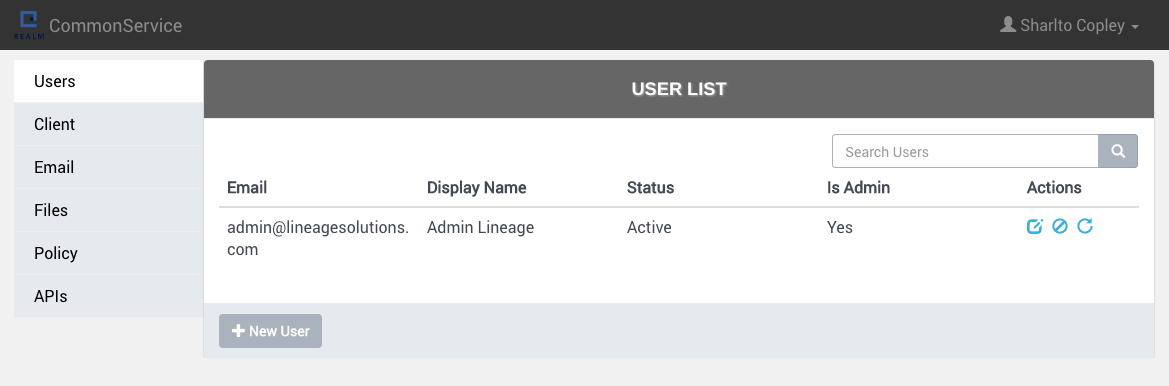 REALM
CommonService
Sharlto Copley
Users
Client
Email
Files
Policy
APIs
USER LIST
Search Users
Email Display Name Status Is Admin Actions
admin@lineagesolutions. Admin Lineage Active Yes
com
New User